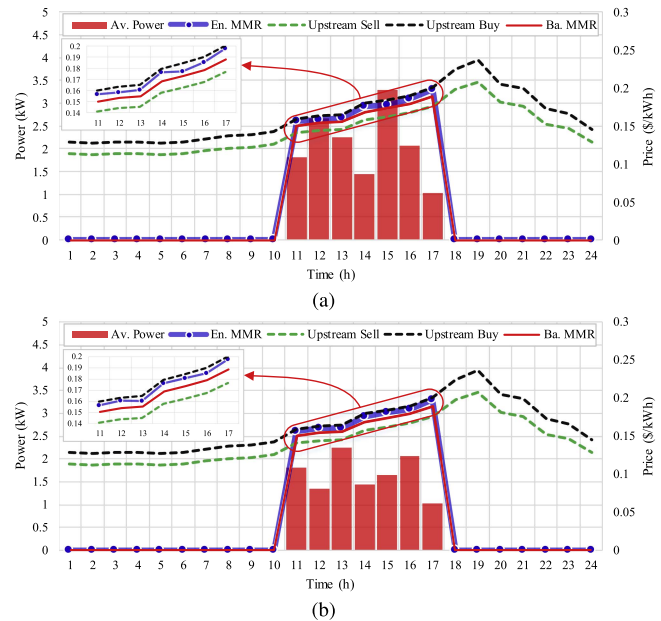 (a)
5 4.5 4 3.5 3 2.5 2 1.5 1 0.5 0
Power (kW)
Av. Power En. MMR Upstream Sell Upstream Buy Ba. MMR
0.2 0.19 0.18 0.17 0.16 0.15 0.14
11 12 13 14 15 16 17
0.3 0.25 0.2 0.15 0.1 0.05 0
Price ($/kWh)
1 2 3 4 5 6 7 8 9 10 11 12 13 14 15 16 17 18 19 20 21 22 23 24
Time (h)
(b)
5 4.5 4 3.5 3 2.5 2 1.5 1 0.5 0
Power (kW)
Av. Power En. MMR Upstream Sell Upstream Buy Ba. MMR
0.2 0.19 0.18 0.17 0.16 0.15 0.14
11 12 13 14 15 16 17
0.3 0.25 0.2 0.15 0.1 0.05 0
Price ($/kWh)
1 2 3 4 5 6 7 8 9 10 11 12 13 14 15 16 17 18 19 20 21 22 23 24
Time (h)